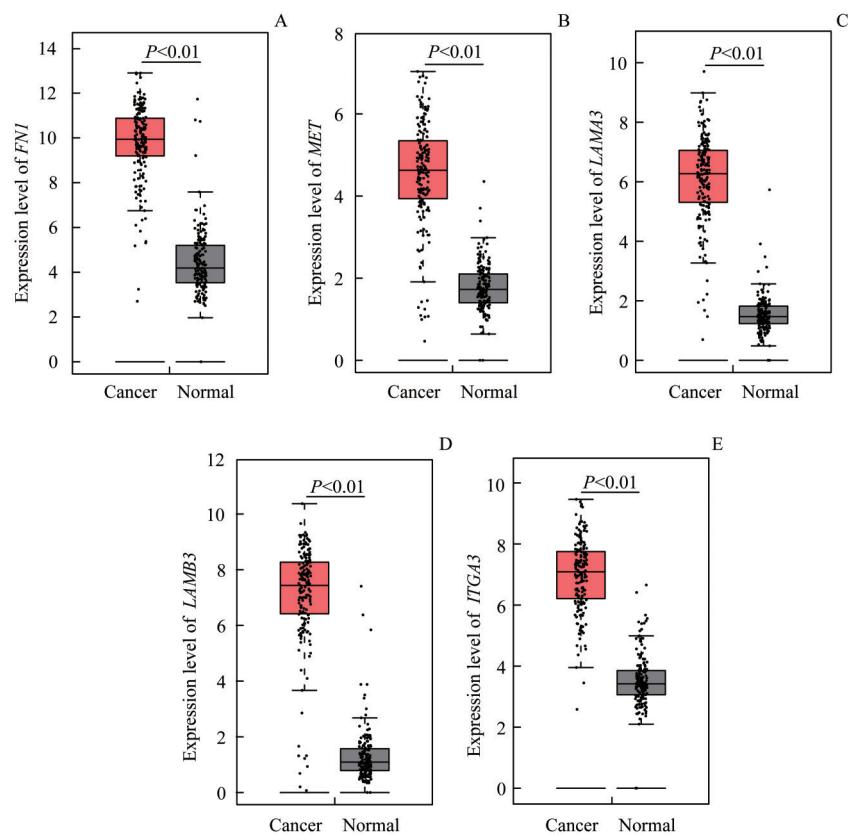 A
P<0.01
Expression level of FN1
14
12
10
8
6
4
2
0
Cancer Normal
B
P<0.01
Expression level of MET
8
6
4
2
0
Cancer Normal
C
P<0.01
Expression level of LAMA3
10
8
6
4
2
0
Cancer Normal
D
P<0.01
Expression level of LAMB3
12
10
8
6
4
2
0
Cancer Normal
E
P<0.01
Expression level of ITGA3
10
8
6
4
2
0
Cancer Normal